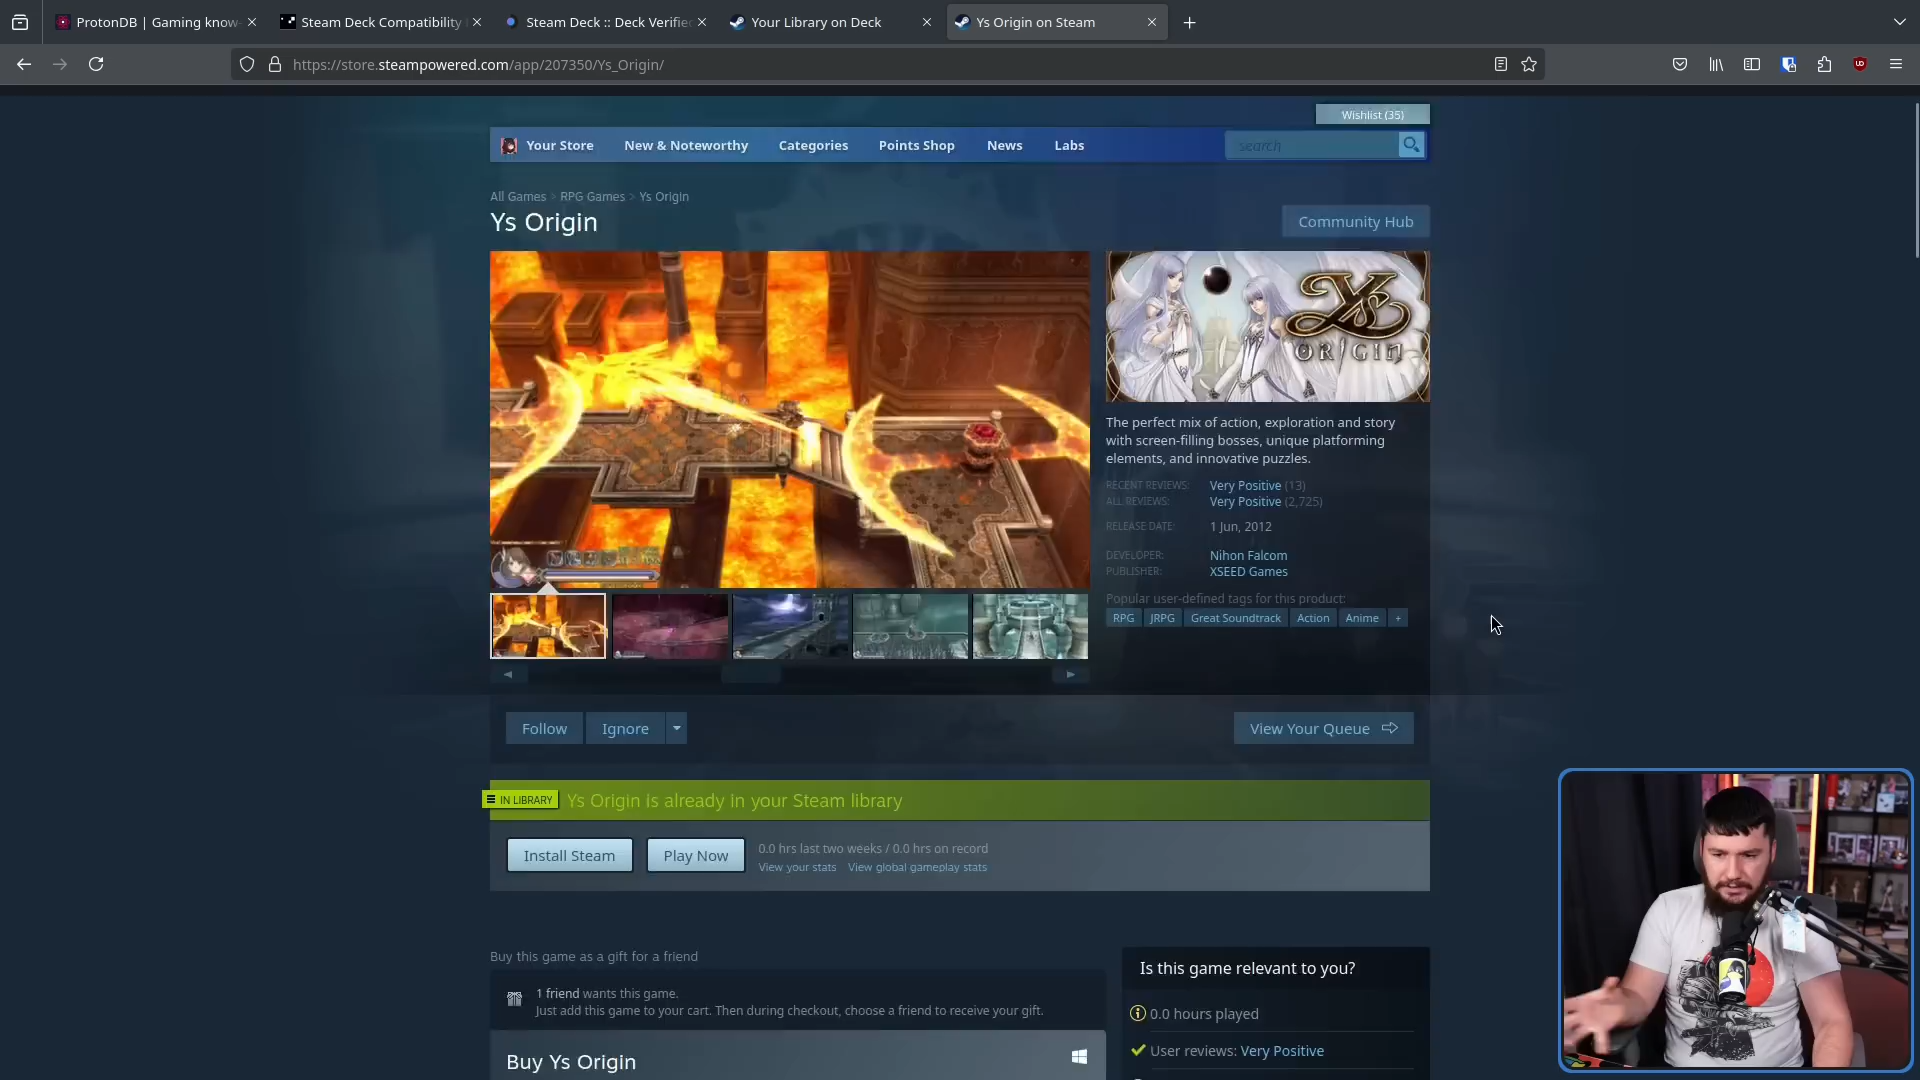 ProtonDB | Gaming know
Steam Deck Compatibility
Steam Deck :: Deck Verifie
Your Library on Deck
Ys Origin on Steam
https://store.steampowered.com/app/207350/Ys_Origin/
Wishlist (35)
Your Store
New & Noteworthy
Categories
Points Shop
News
Labs
search
All Games > RPG Games > Ys Origin
Ys Origin
Community Hub
Ys
ORIGIN
The perfect mix of action, exploration and story
with screen-filling bosses, unique platforming
elements, and innovative puzzles.
RECENT REVIEWS: Very Positive (13)
ALL REVIEWS: Very Positive (2,725)
RELEASE DATE: 1 Jun, 2012
DEVELOPER: Nihon Falcom
PUBLISHER: XSEED Games
Popular user-defined tags for this product:
RPG JRPG Great Soundtrack Action Anime +
Follow
Ignore
View Your Queue
IN LIBRARY
Ys Origin is already in your Steam library
Install Steam
Play Now
0.0 hrs last two weeks / 0.0 hrs on record
View your stats View global gameplay stats
Buy this game as a gift for a friend
1 friend wants this game.
Just add this game to your cart. Then during checkout, choose a friend to receive your gift.
Buy Ys Origin
Is this game relevant to you?
0.0 hours played
User reviews: Very Positive